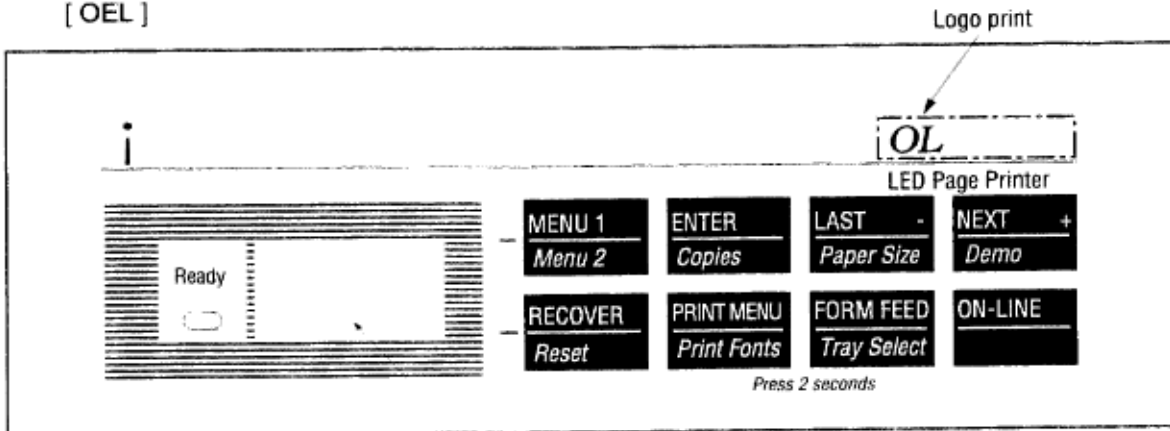 [ OEL ]
Logo print
i
OL
LED Page Printer
MENU 1 ENTER LAST - NEXT +
Menu 2 Copies Paper Size Demo
Ready
RECOVER PRINT MENU FORM FEED ON-LINE
Reset Print Fonts Tray Select
Press 2 seconds